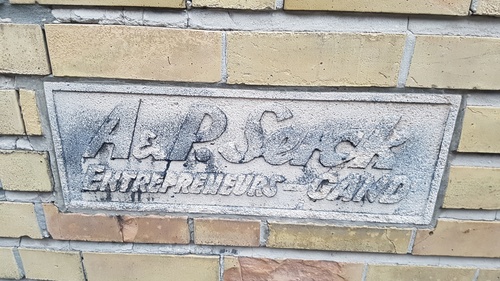 A & P. Serck
ENTREPRENEURS - GAND